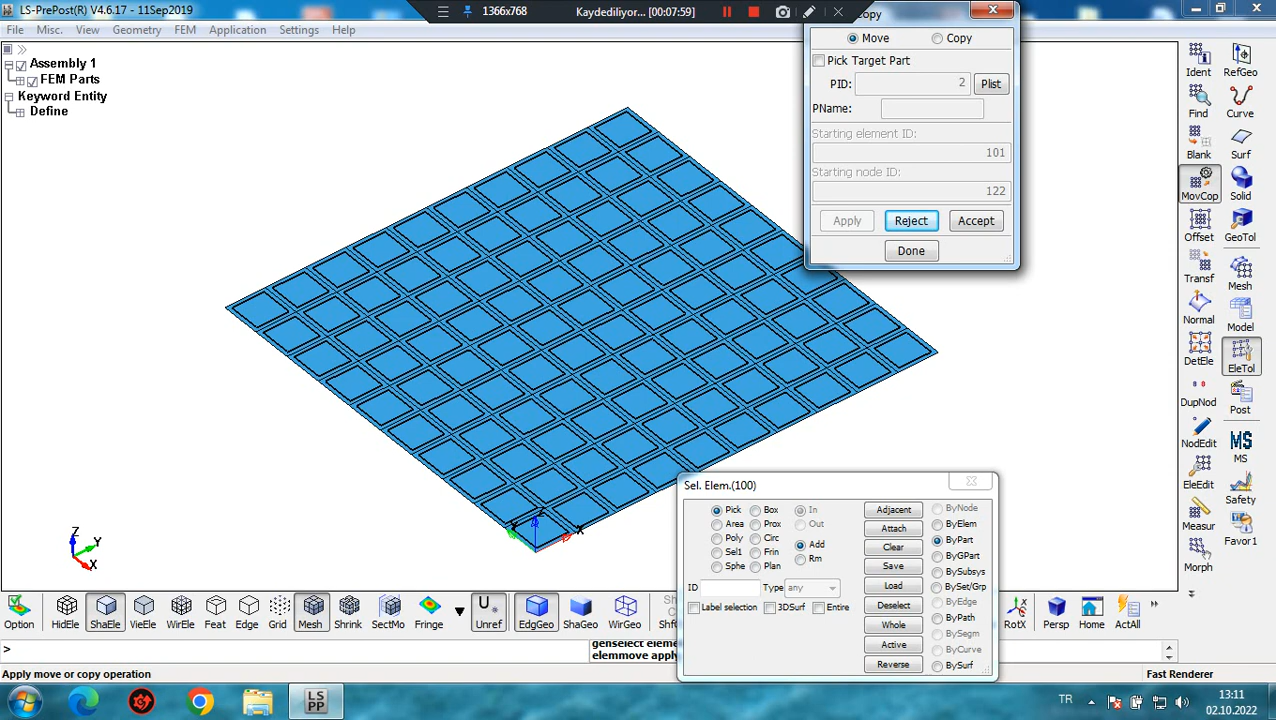 LS-PrePost(R) V4.6.17 - 11Sep2019
1366x768
Kaydediliyor... (00:07:59)
File Misc. View Geometry FEM Application Settings Help
Assembly 1
FEM Parts
Keyword Entity
Define
Copy
Move Copy
Pick Target Part
PID: 2 Plist
PName:
Starting element ID:
101
Starting node ID:
122
Apply Reject Accept
Done
Ident RefGeo
Find Curve
Blank Surf
MovCop Solid
Offset GeoTol
Transf Mesh
Normal Model
DetEle EleTol
DupNod Post
NodEdit MS
EleEdit Safety
Measur Favor1
Morph
Z
Y
X
X
Sel. Elem.(100)
Pick Box In Adjacent ByNode
Area Prox Out Attach ByElem
Poly Circ Add Clear ByPart
Sel1 Frin Rm Save ByGPart
Sphe Plan Load BySubsys
ID Type any BySet/Grp
Label selection 3DSurf Entire Deselect ByEdge
Whole ByPath
Active BySegm
Reverse ByCurve
BySurf
Option HidEle ShaEle VieEle WirEle Feat Edge Grid Mesh Shrink SectMo Fringe Unref EdgGeo ShaGeo WirGeo RotX Persp Home ActAll
>
genselect eleme
elemmove apply
Apply move or copy operation
Fast Renderer
LS
PP
TR
13:11
02.10.2022